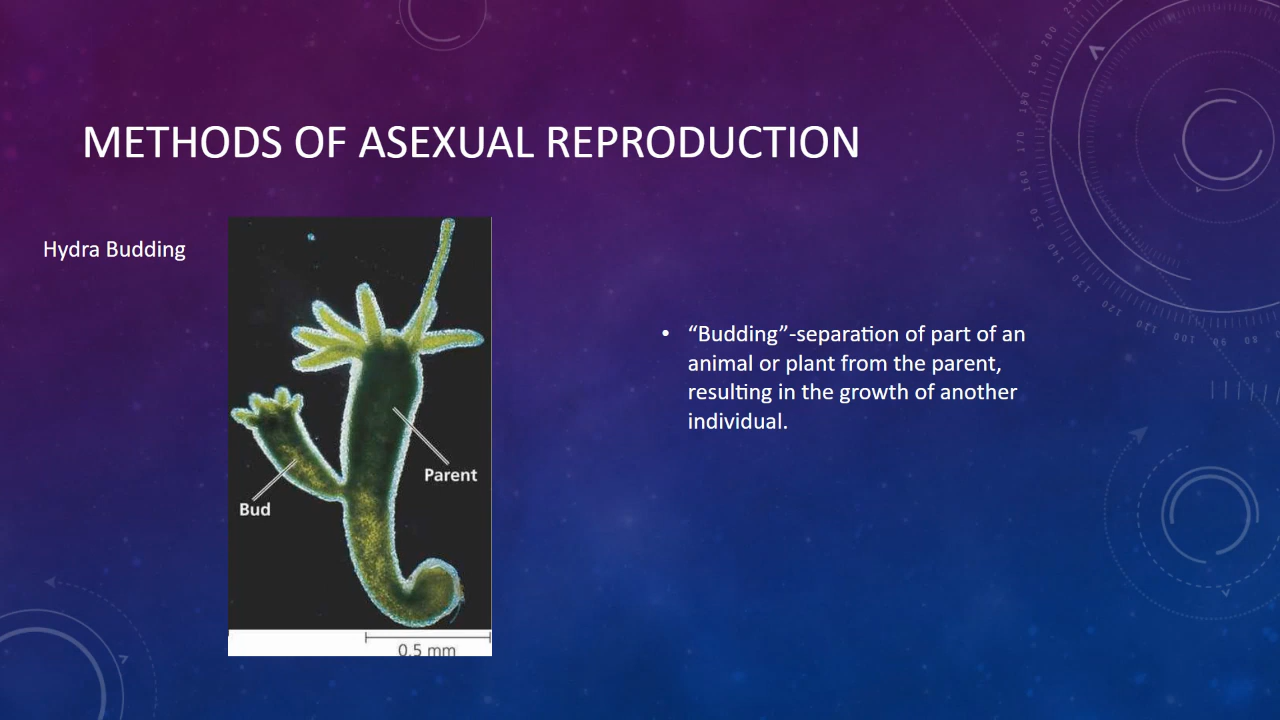 METHODS OF ASEXUAL REPRODUCTION
Hydra Budding
Parent
Bud
0.5 mm
• “Budding”-separation of part of an
animal or plant from the parent,
resulting in the growth of another
individual.